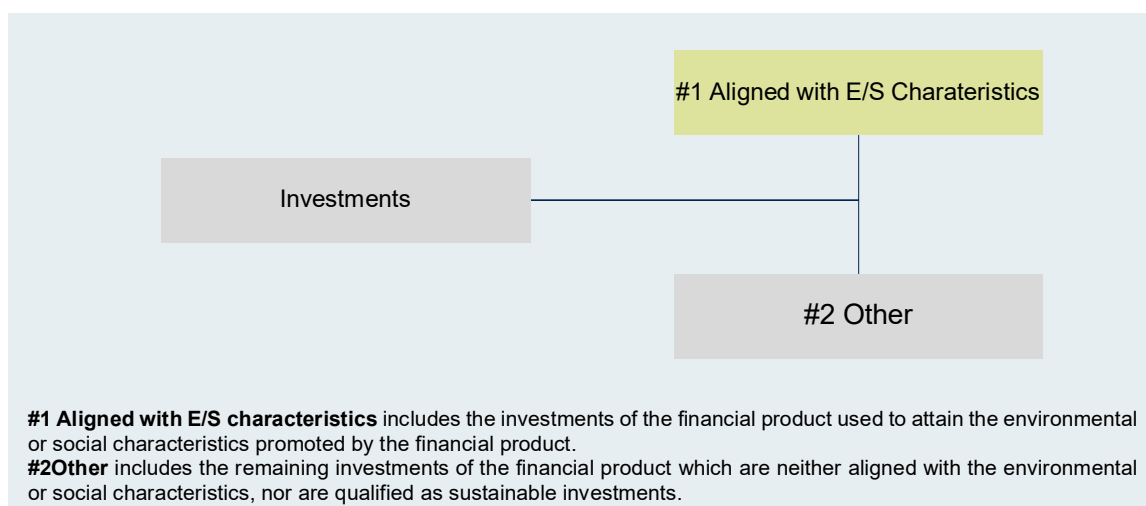 #1 Aligned with E/S Charateristics
Investments
#2 Other
#1 Aligned with E/S characteristics includes the investments of the financial product used to attain the environmental
or social characteristics promoted by the financial product.
#2Other includes the remaining investments of the financial product which are neither aligned with the environmental
or social characteristics, nor are qualified as sustainable investments.